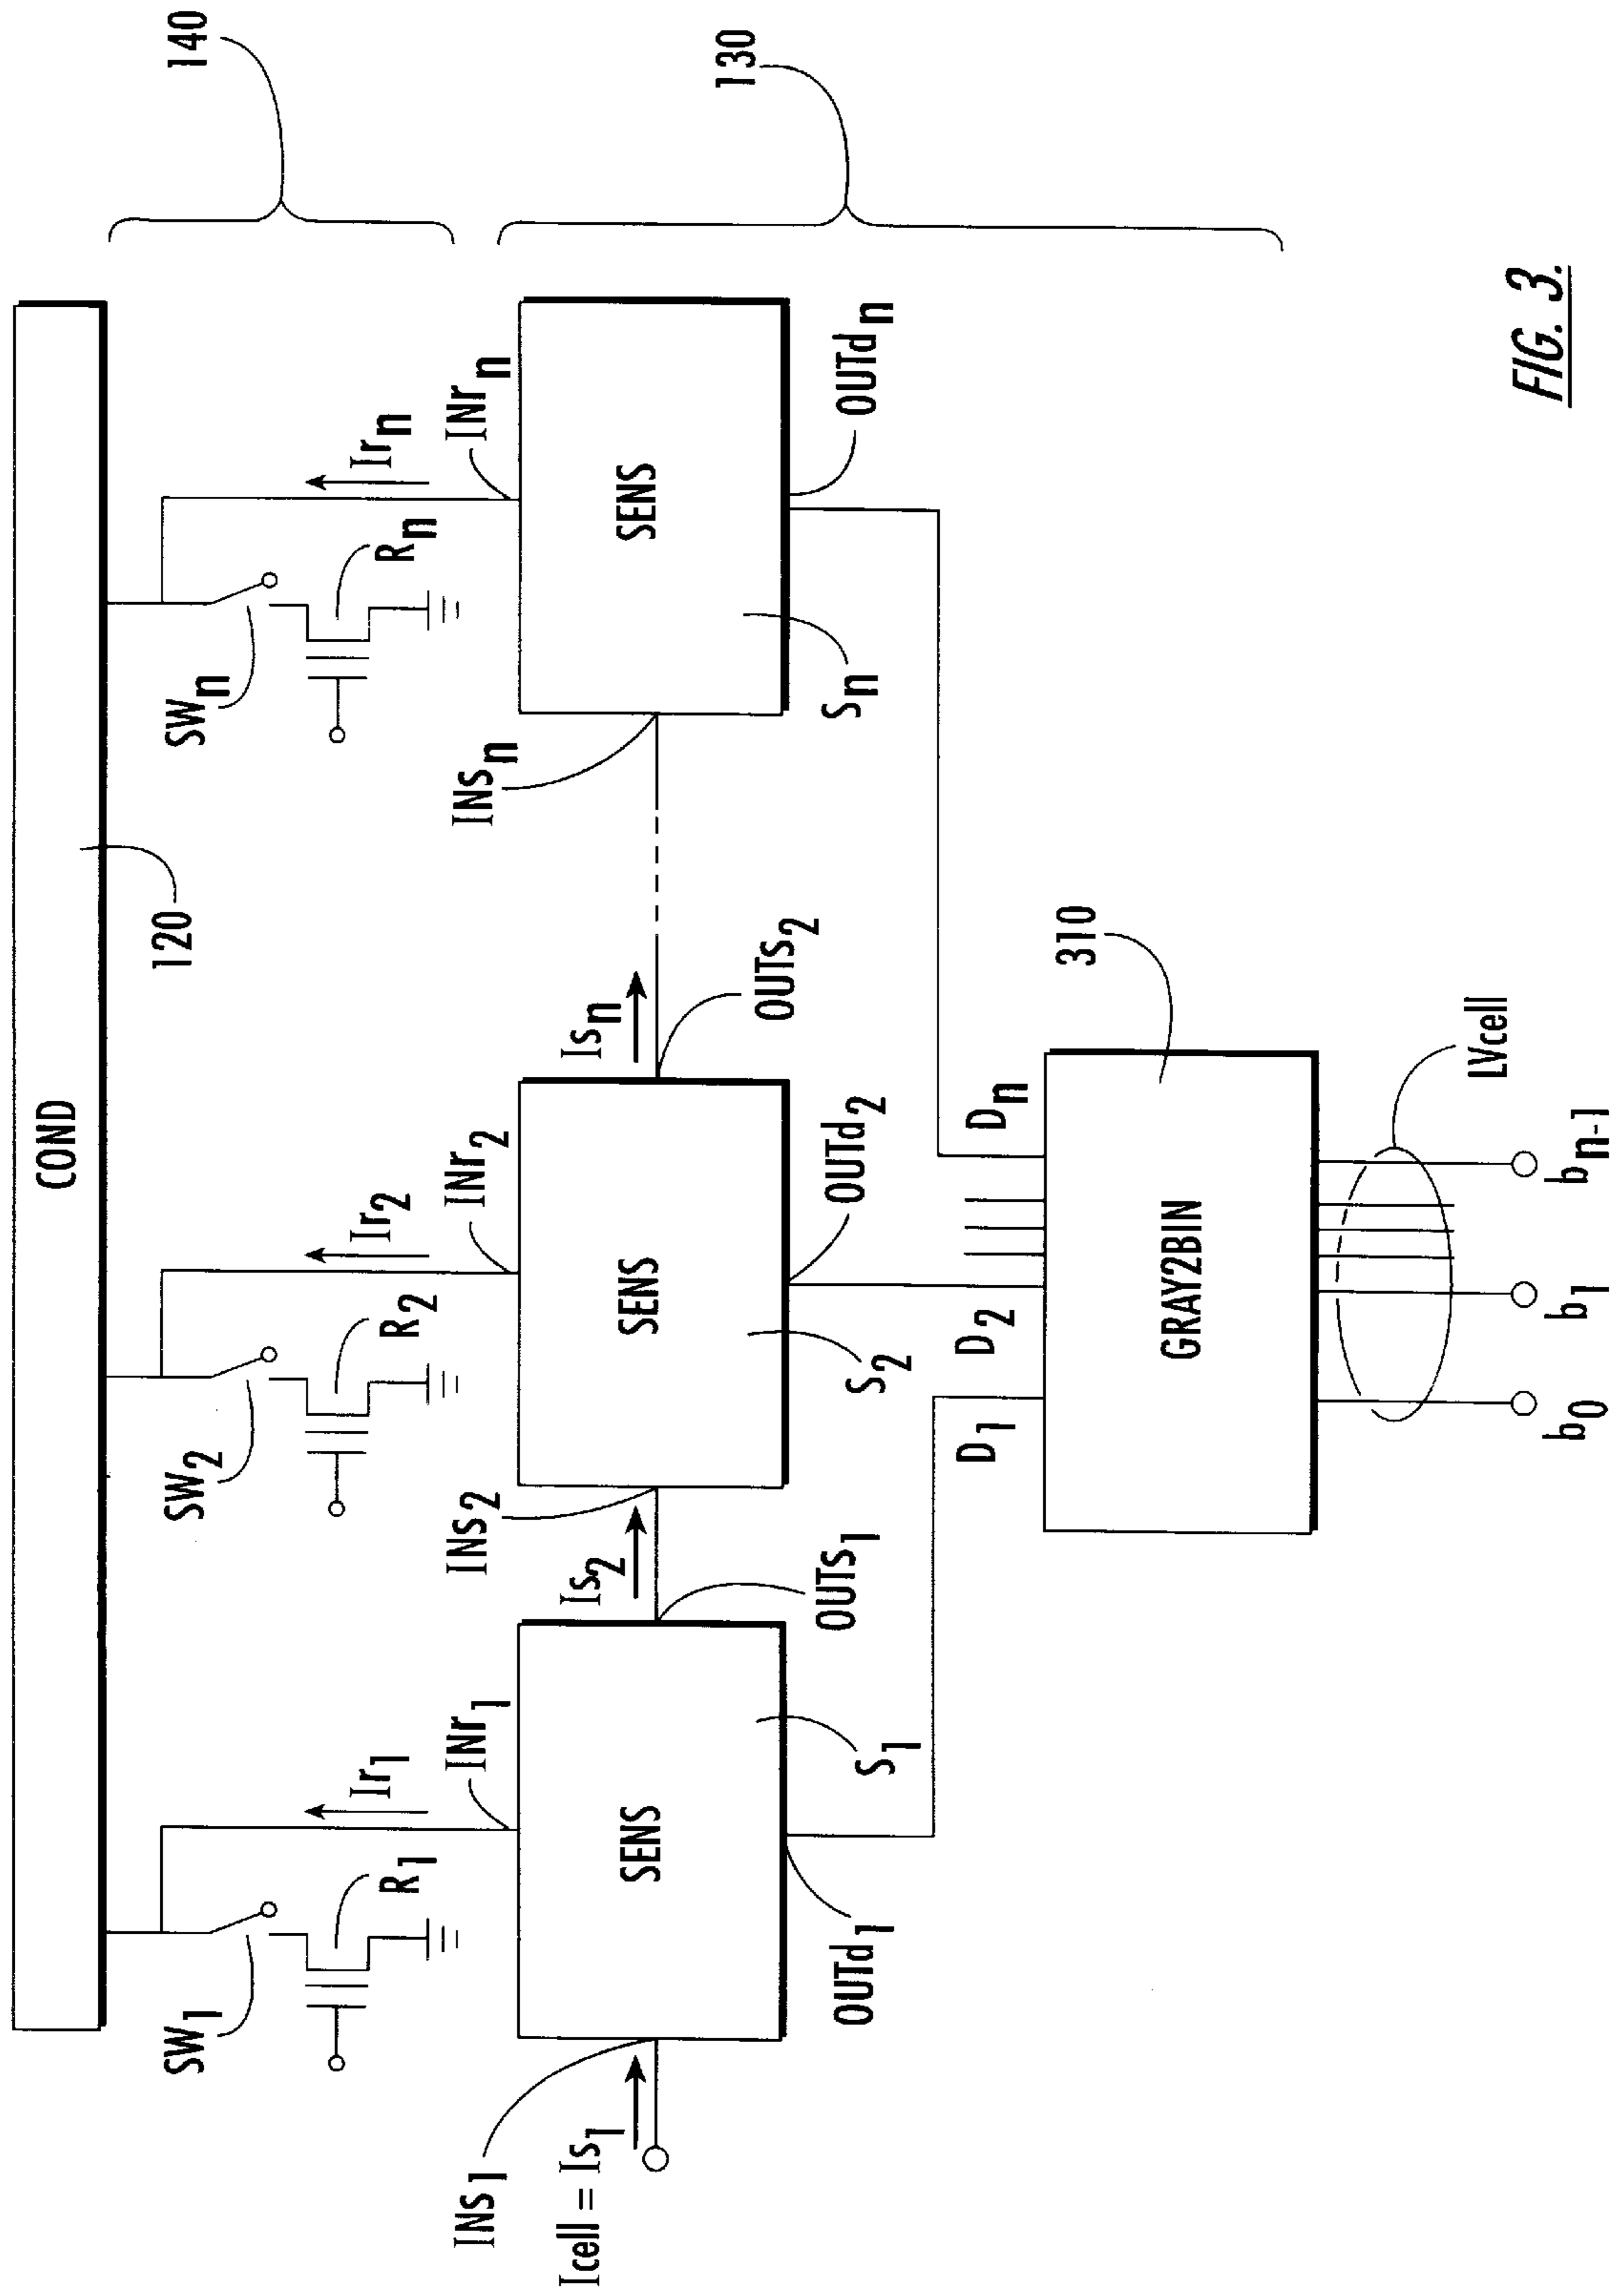 COND
140
120
SW1
SW2
SWn
R1
Ir1
R2
Ir2
Rn
Irn
INr1
INr2
INrn
INs1
INs2
INsn
130
Icell = Is1
Is2
Isn
SENS
SENS
SENS
OUTs1
OUTs2
S1
S2
Sn
OUTd1
OUTd2
OUTdn
D1
D2
Dn
310
GRAY2BIN
LVcell
b0
b1
bn-1
FIG. 3.